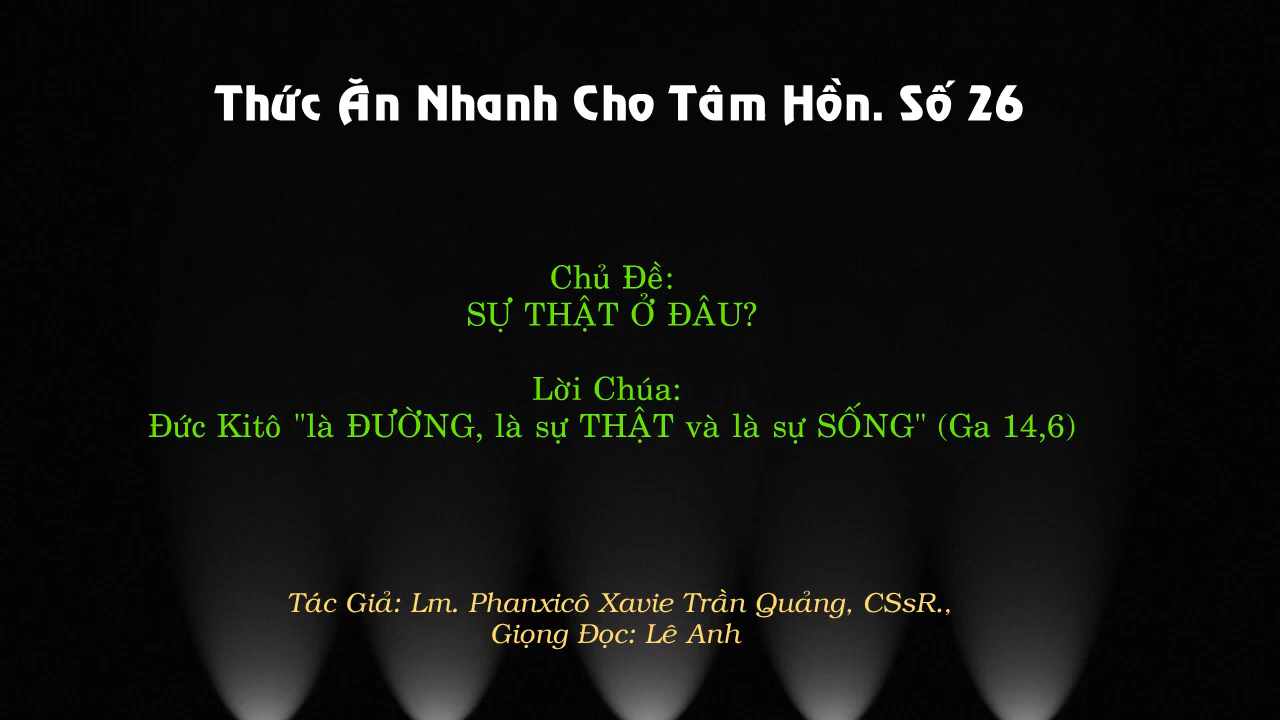 Thức Ăn Nhanh Cho Tâm Hồn. Số 26
Chủ Đề:
SỰ THẬT Ở ĐÂU?
Lời Chúa:
Đức Kitô "là ĐƯỜNG, là sự THẬT và là sự SỐNG" (Ga 14,6)
Tác Giả: Lm. Phanxicô Xavie Trần Quảng, CSsR.,
Giọng Đọc: Lê Anh